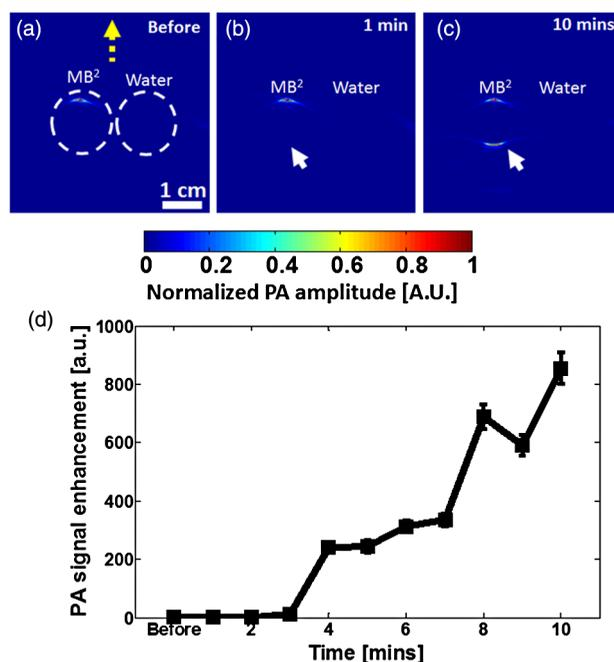 (a) Before
MB²
Water
1 cm
(b) 1 min
MB² Water
(c) 10 mins
MB² Water
0 0.2 0.4 0.6 0.8 1
Normalized PA amplitude [A.U.]
(d)
PA signal enhancement [a.u.]
1000
800
600
400
200
0
Before 2 4 6 8 10
Time [mins]